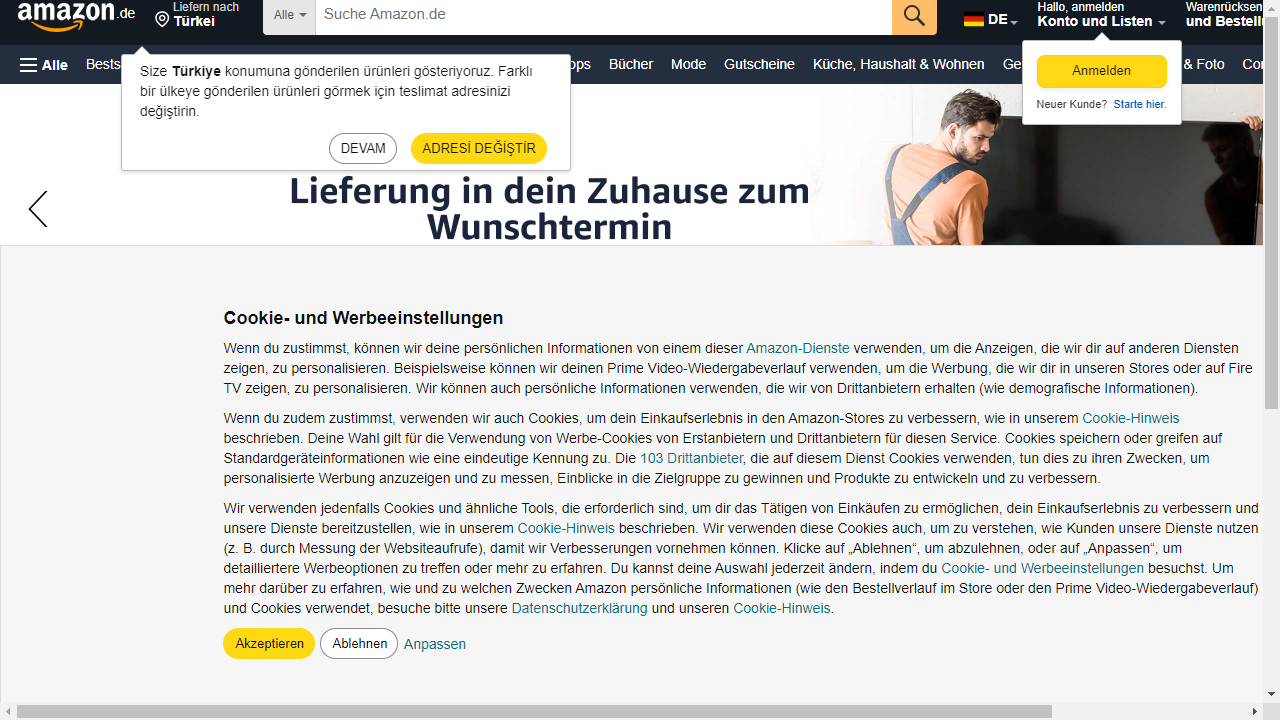 amazon.de
Liefern nach
Türkei
Alle
Suche Amazon.de
DE
Hallo, anmelden
Konto und Listen
Warenrücksen
und Bestellu
Alle
Bests
Bücher
Mode
Gutscheine
Küche, Haushalt & Wohnen
Ge
& Foto
Size Türkiye konumuna gönderilen ürünleri gösteriyoruz. Farklı
bir ülkeye gönderilen ürünleri görmek için teslimat adresinizi
değiştirin.
DEVAM
ADRESİ DEĞİŞTİR
Anmelden
Neuer Kunde? Starte hier.
Lieferung in dein Zuhause zum
Wunschtermin
Cookie- und Werbeeinstellungen
Wenn du zustimmst, können wir deine persönlichen Informationen von einem dieser Amazon-Dienste verwenden, um die Anzeigen, die wir dir auf anderen Diensten
zeigen, zu personalisieren. Beispielsweise können wir deinen Prime Video-Wiedergabeverlauf verwenden, um die Werbung, die wir dir in unseren Stores oder auf Fire
TV zeigen, zu personalisieren. Wir können auch persönliche Informationen verwenden, die wir von Drittanbietern erhalten (wie demografische Informationen).
Wenn du zudem zustimmst, verwenden wir auch Cookies, um dein Einkaufserlebnis in den Amazon-Stores zu verbessern, wie in unserem Cookie-Hinweis
beschrieben. Deine Wahl gilt für die Verwendung von Werbe-Cookies von Erstanbietern und Drittanbietern für diesen Service. Cookies speichern oder greifen auf
Standardgeräteinformationen wie eine eindeutige Kennung zu. Die 103 Drittanbieter, die auf diesem Dienst Cookies verwenden, tun dies zu ihren Zwecken, um
personalisierte Werbung anzuzeigen und zu messen, Einblicke in die Zielgruppe zu gewinnen und Produkte zu entwickeln und zu verbessern.
Wir verwenden jedenfalls Cookies und ähnliche Tools, die erforderlich sind, um dir das Tätigen von Einkäufen zu ermöglichen, dein Einkaufserlebnis zu verbessern und
unsere Dienste bereitzustellen, wie in unserem Cookie-Hinweis beschrieben. Wir verwenden diese Cookies auch, um zu verstehen, wie Kunden unsere Dienste nutzen
(z. B. durch Messung der Websiteaufrufe), damit wir Verbesserungen vornehmen können. Klicke auf „Ablehnen“, um abzulehnen, oder auf „Anpassen“, um
detailliertere Werbeoptionen zu treffen oder mehr zu erfahren. Du kannst deine Auswahl jederzeit ändern, indem du Cookie- und Werbeeinstellungen besuchst. Um
mehr darüber zu erfahren, wie und zu welchen Zwecken Amazon persönliche Informationen (wie den Bestellverlauf im Store oder den Prime Video-Wiedergabeverlauf)
und Cookies verwendet, besuche bitte unsere Datenschutzerklärung und unseren Cookie-Hinweis.
Akzeptieren
Ablehnen
Anpassen